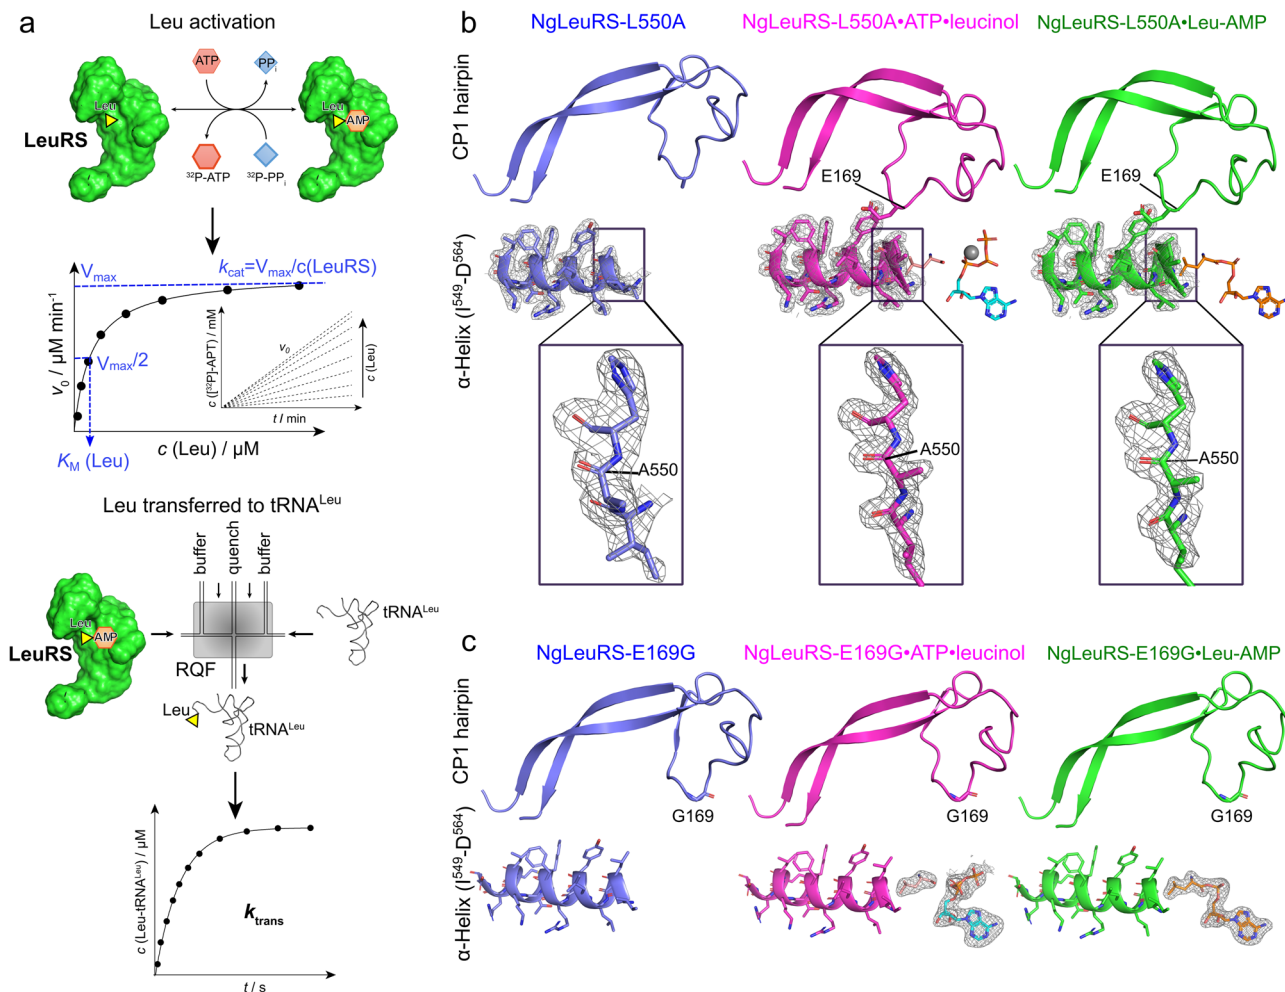 a
Leu activation
ATP
PPi
Leu
Leu
AMP
LeuRS
32P-ATP
32P-PPi
Vmax
kcat=Vmax/c(LeuRS)
v0 / µM min-1
Vmax/2
c ([32P]-APT) / mM
v0
c (Leu)
t / min
c (Leu) / µM
KM (Leu)
Leu transferred to tRNALeu
buffer
quench
buffer
Leu
AMP
tRNALeu
LeuRS
RQF
Leu
tRNALeu
c (Leu-tRNALeu) / µM
ktrans
t / s
b
NgLeuRS-L550A
NgLeuRS-L550A•ATP•leucinol
NgLeuRS-L550A•Leu-AMP
CP1 hairpin
E169
E169
α-Helix (I549-D564)
A550
A550
A550
c
NgLeuRS-E169G
NgLeuRS-E169G•ATP•leucinol
NgLeuRS-E169G•Leu-AMP
CP1 hairpin
G169
G169
G169
α-Helix (I549-D564)